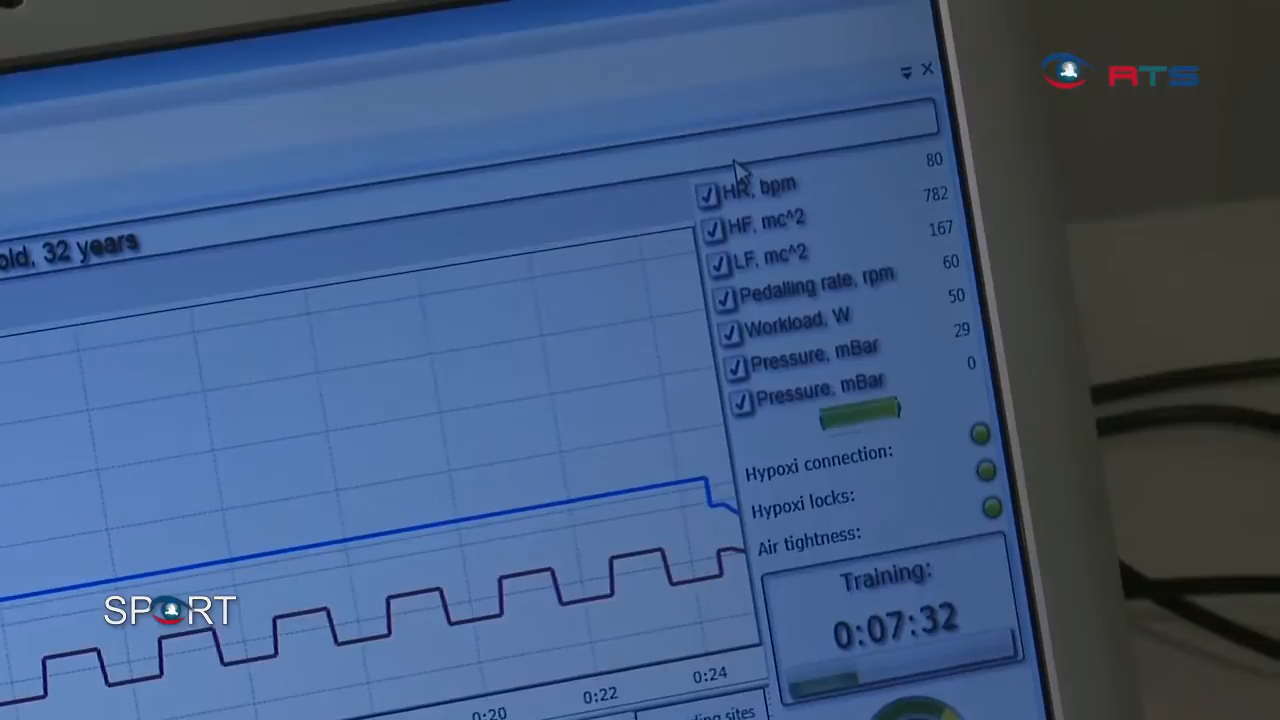 RTS
old, 32 years
HR, bpm 80
HF, mc^2 782
LF, mc^2 167
Pedalling rate, rpm 60
Workload, W 50
Pressure, mBar 29
Pressure, mBar 0
Hypoxi connection:
Hypoxi locks:
Air tightness:
Training:
0:07:32
SPORT
0:20 0:22 0:24
sites